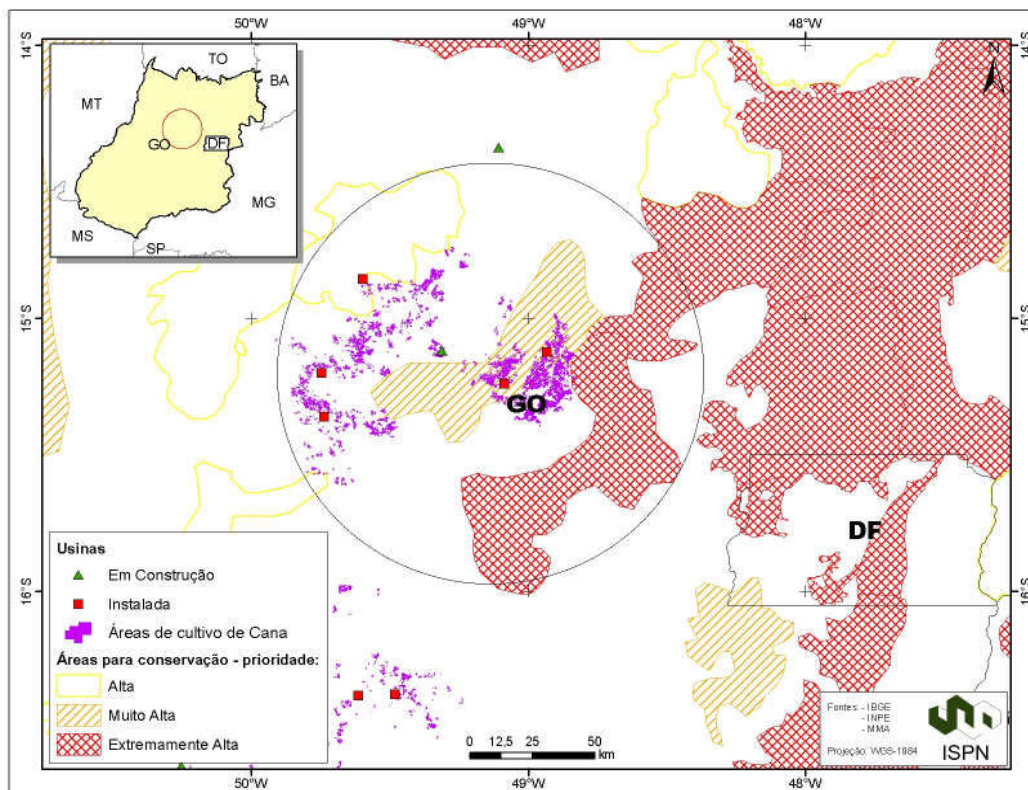 50°W
49°W
48°W
14°S
14°S
N
TO
BA
MT
GO
DF
MG
MS
SP
15°S
15°S
GO
DF
16°S
16°S
Usinas
Em Construção
Instalada
Áreas de cultivo de Cana
Áreas para conservação - prioridade:
Alta
Muito Alta
Extremamente Alta
0 12,5 25 50
km
Fontes: - IBGE
- INPE
- MMA
Projeção: WGS-1984
ISPN
50°W
49°W
48°W